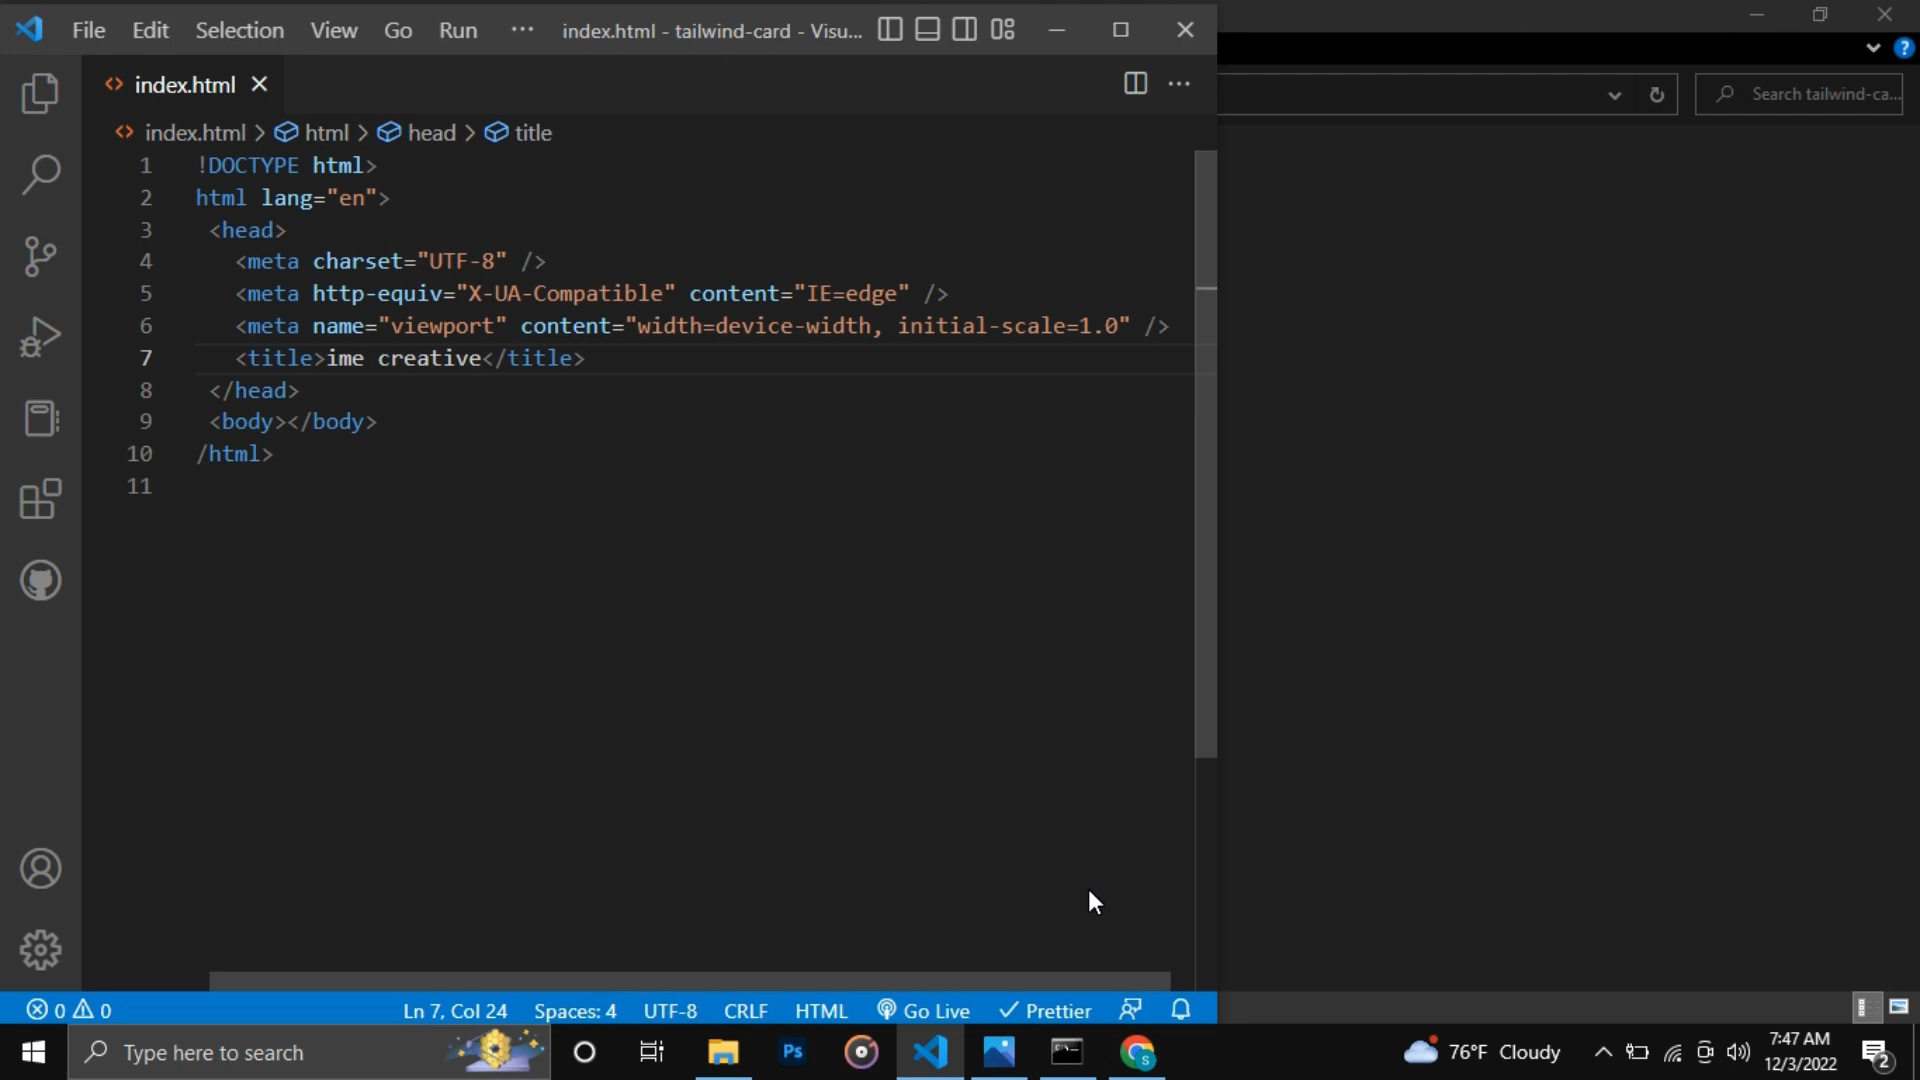 File Edit Selection View Go Run ··· index.html - tailwind-card - Visu...
index.html
index.html > html > head > title
1 !DOCTYPE html>
2 html lang="en">
3 <head>
4 <meta charset="UTF-8" />
5 <meta http-equiv="X-UA-Compatible" content="IE=edge" />
6 <meta name="viewport" content="width=device-width, initial-scale=1.0" />
7 <title>ime creative</title>
8 </head>
9 <body></body>
10 /html>
11
Search tailwind-ca...
0 0 Ln 7, Col 24 Spaces: 4 UTF-8 CRLF HTML Go Live Prettier
Type here to search
Ps
S
76°F Cloudy
7:47 AM
12/3/2022
2